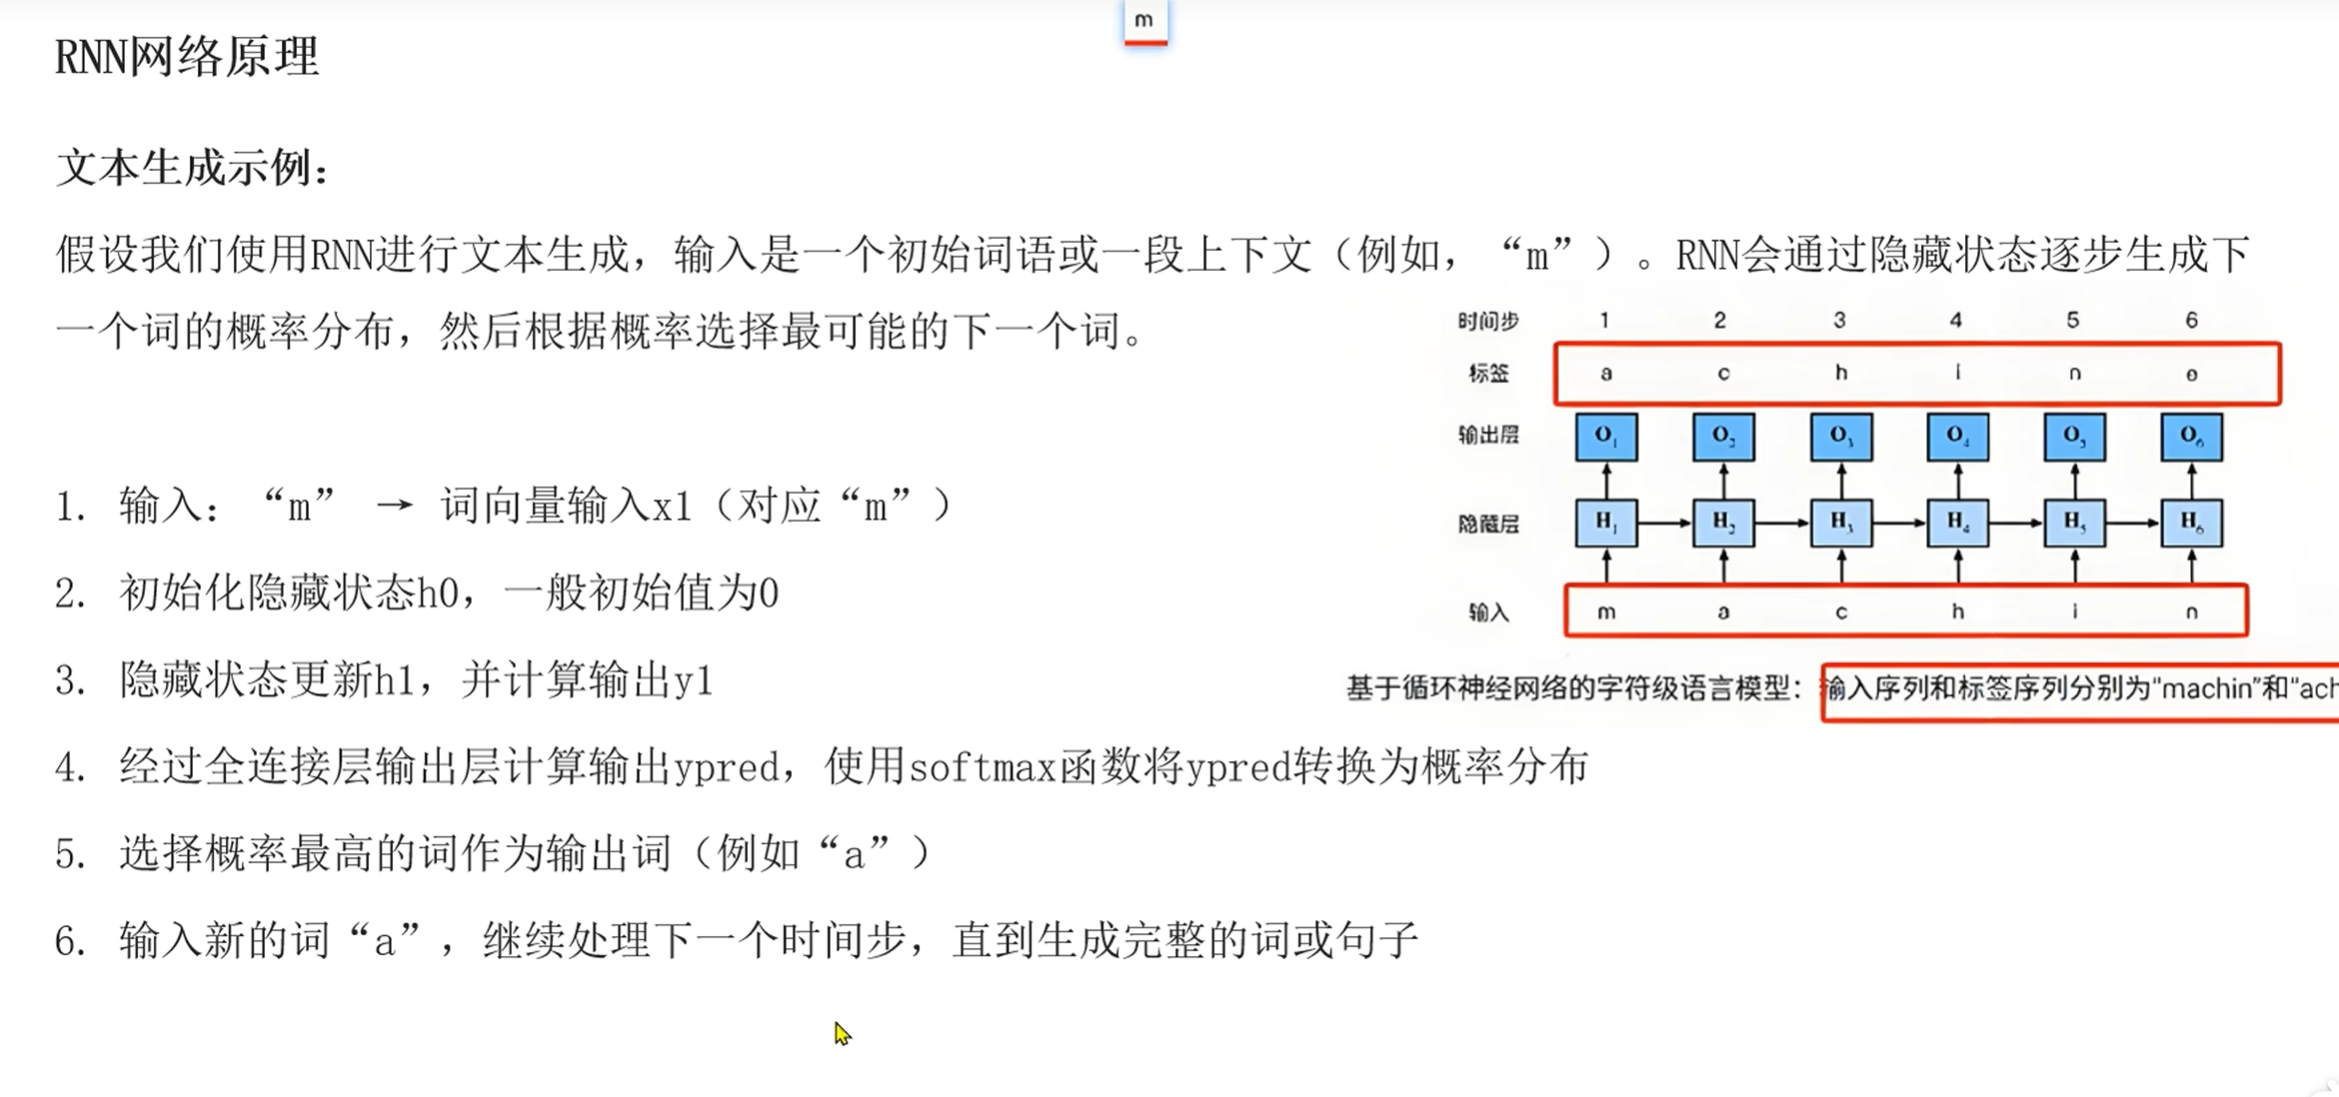 m
RNN网络原理
文本生成示例：
假设我们使用RNN进行文本生成，输入是一个初始词语或一段上下文（例如，“m”）。RNN会通过隐藏状态逐步生成下
一个词的概率分布，然后根据概率选择最可能的下一个词。
时间步 1 2 3 4 5 6
标签 a c h i n e
输出层 O1 O2 O3 O4 O5 O6
隐藏层 H1 H2 H3 H4 H5 H6
输入 m a c h i n
基于循环神经网络的字符级语言模型：输入序列和标签序列分别为"machin"和"ach
1. 输入：“m” → 词向量输入x1（对应“m”）
2. 初始化隐藏状态h0，一般初始值为0
3. 隐藏状态更新h1，并计算输出y1
4. 经过全连接层输出层计算输出ypred，使用softmax函数将ypred转换为概率分布
5. 选择概率最高的词作为输出词（例如“a”）
6. 输入新的词“a”，继续处理下一个时间步，直到生成完整的词或句子